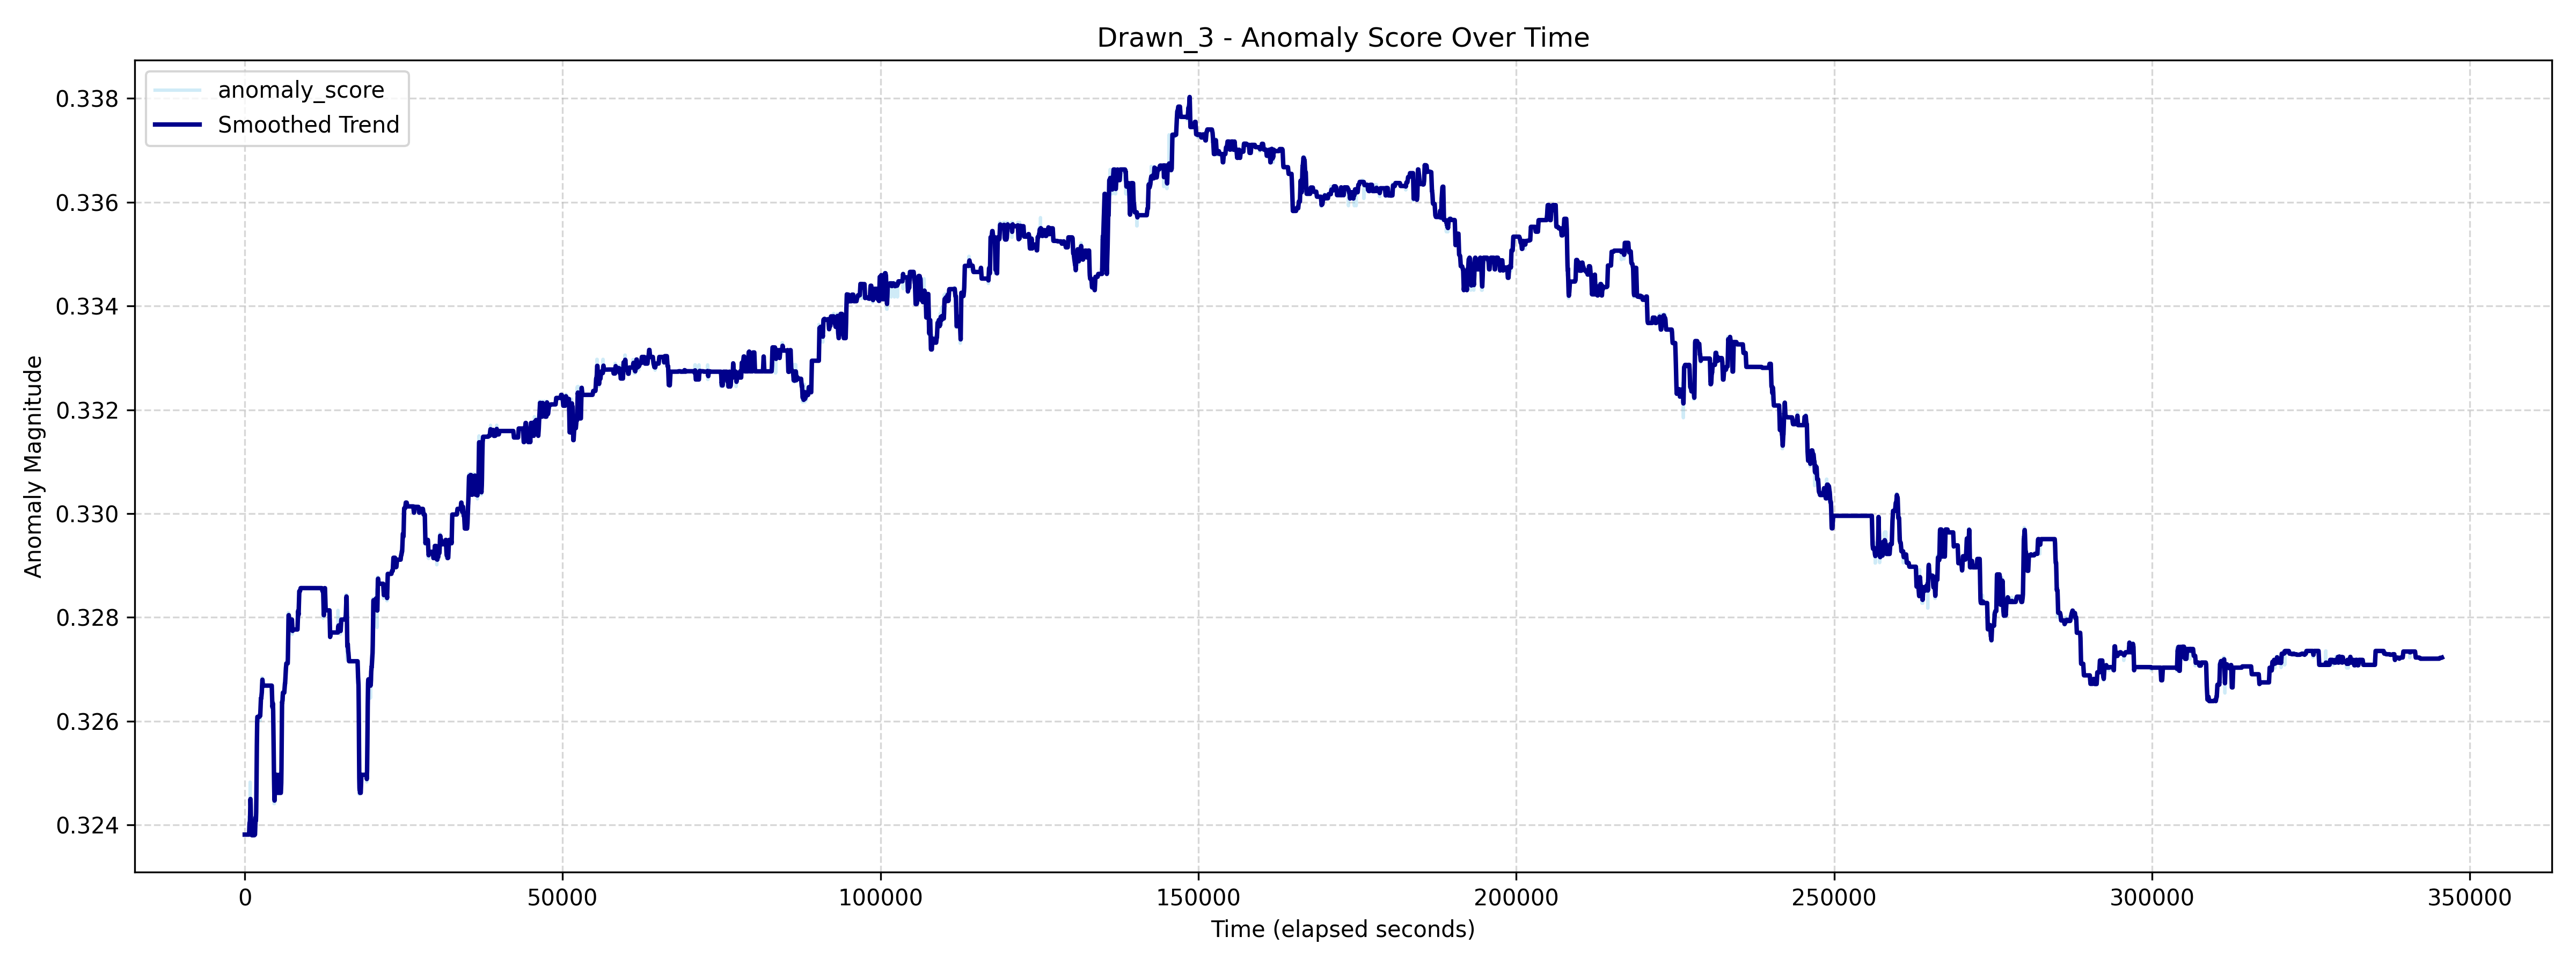 Drawn_3 - Anomaly Score Over Time
anomaly_score
Smoothed Trend
Anomaly Magnitude
0.338
0.336
0.334
0.332
0.330
0.328
0.326
0.324
0 50000 100000 150000 200000 250000 300000 350000
Time (elapsed seconds)